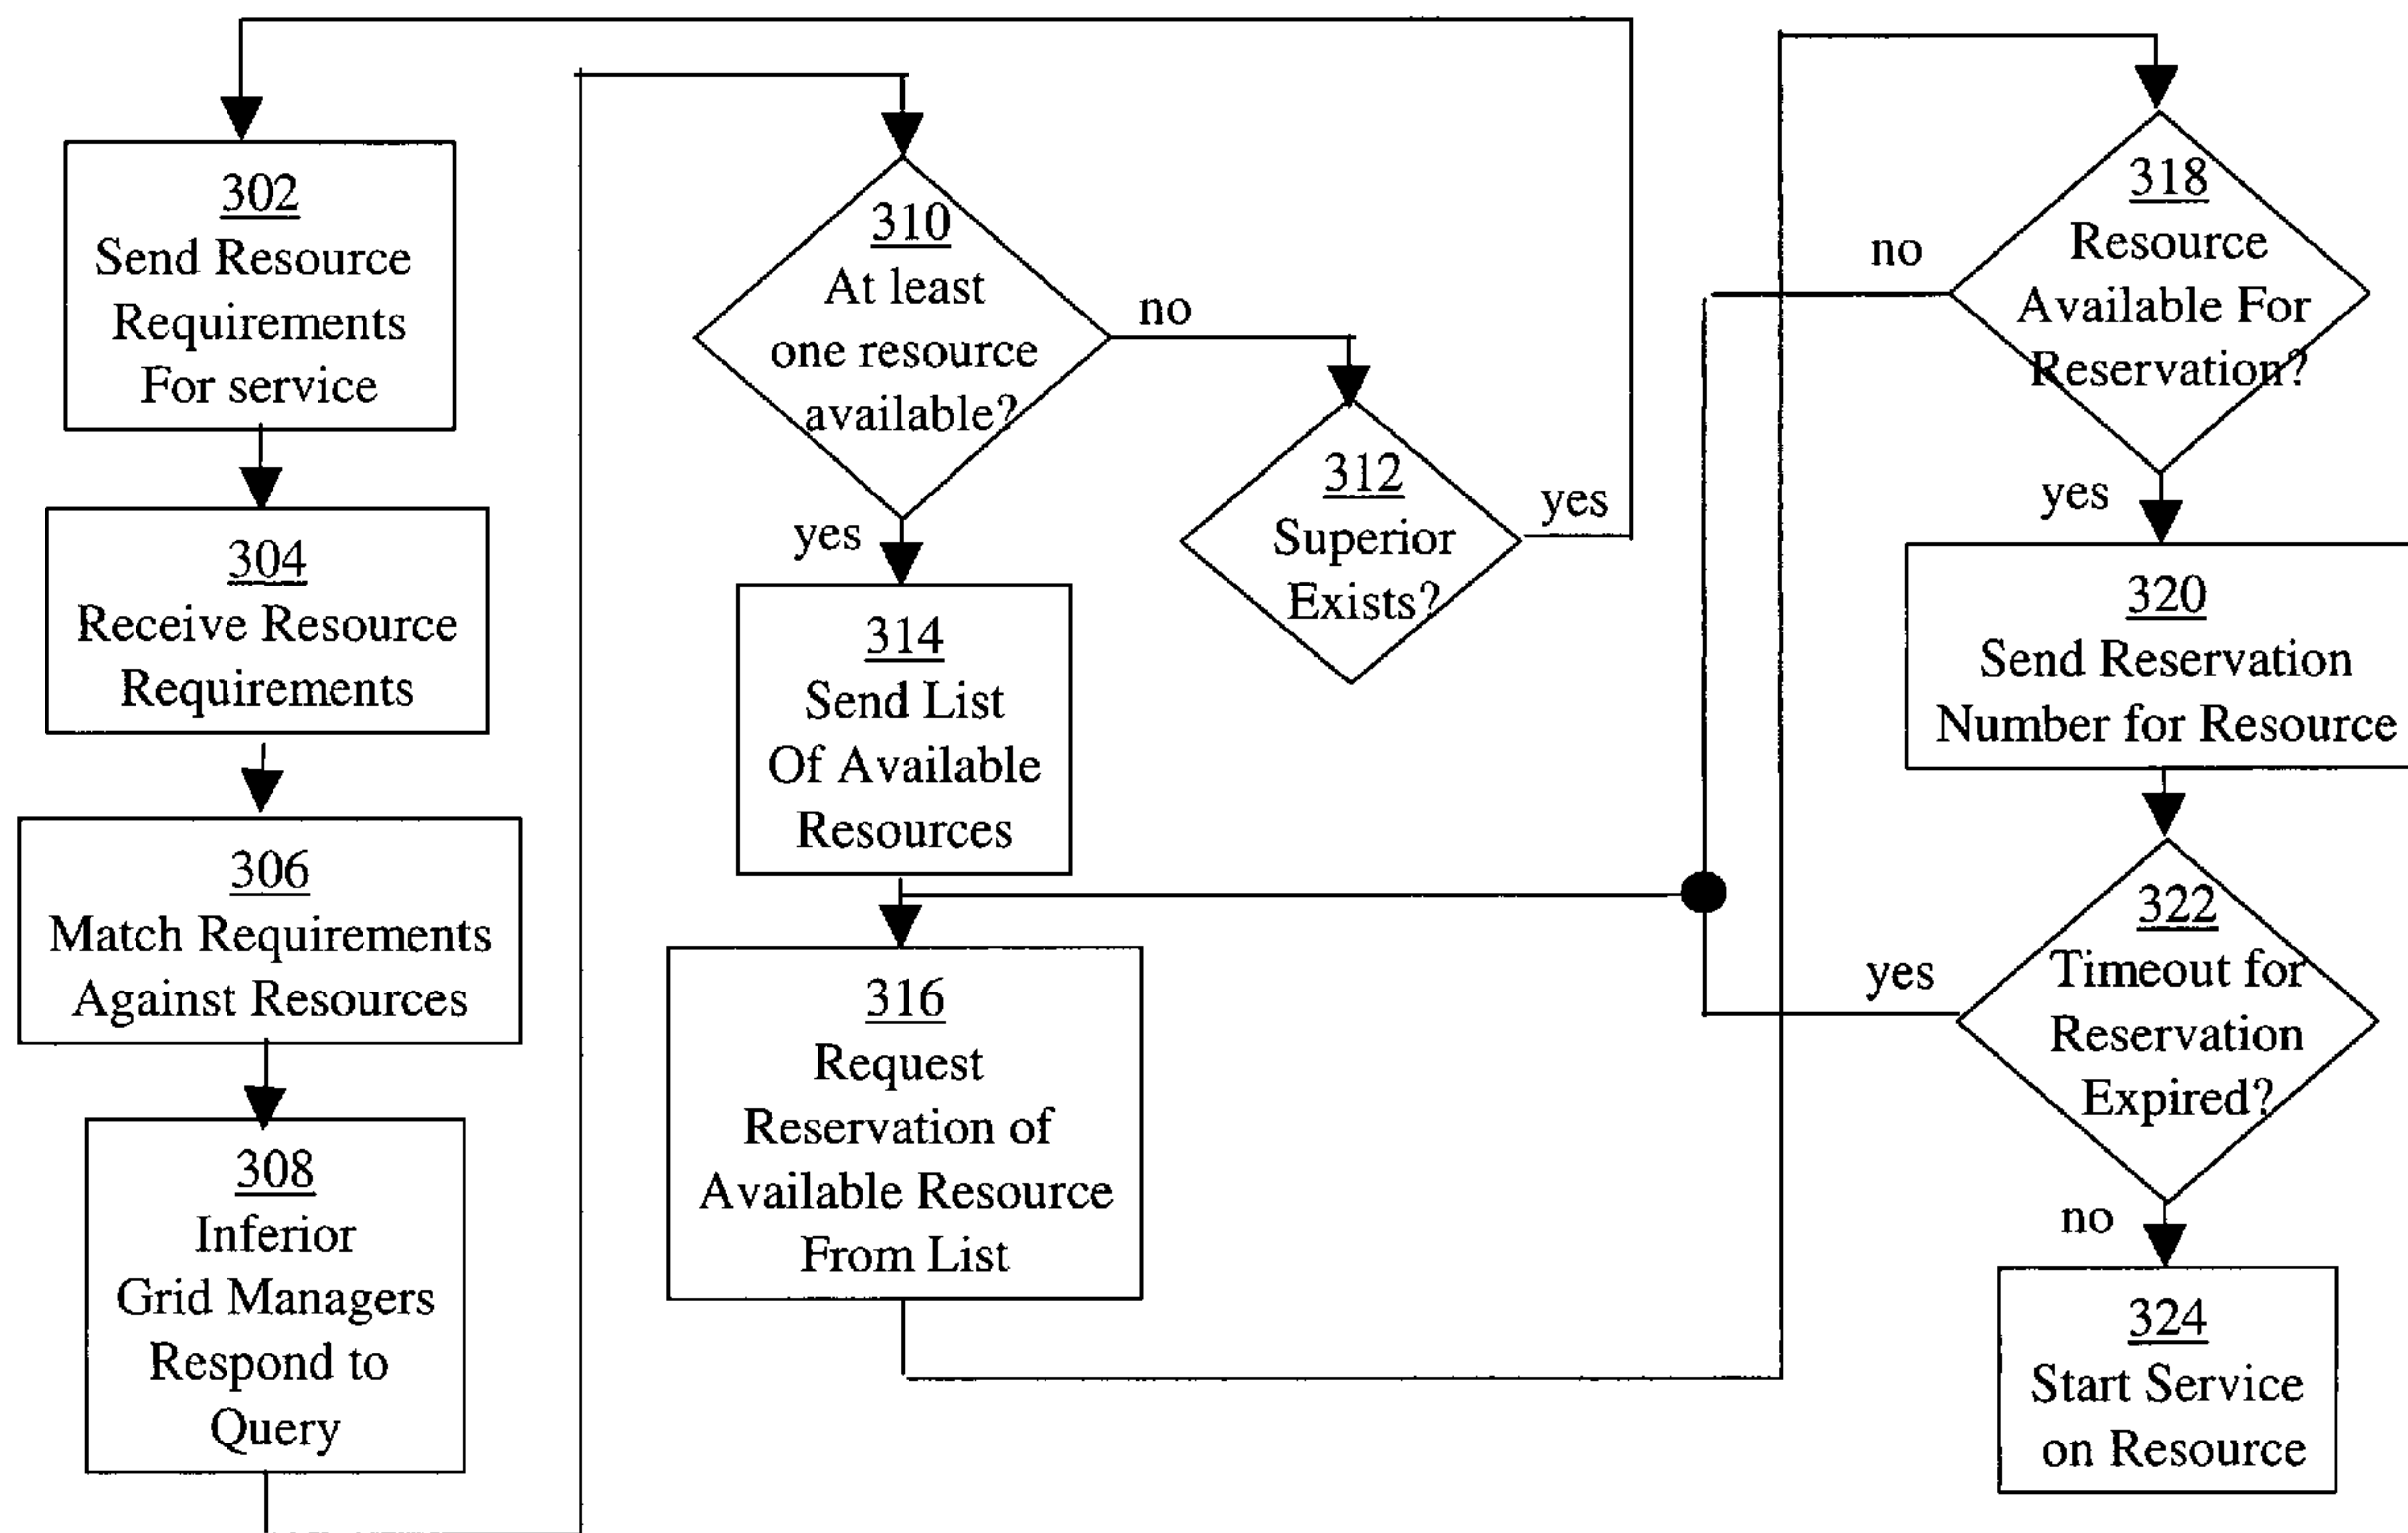 302
Send Resource
Requirements
For service
304
Receive Resource
Requirements
306
Match Requirements
Against Resources
308
Inferior
Grid Managers
Respond to
Query
310
At least
one resource
available?
no
yes
312
Superior
Exists?
yes
314
Send List
Of Available
Resources
316
Request
Reservation of
Available Resource
From List
318
Resource
Available For
Reservation?
no
yes
320
Send Reservation
Number for Resource
322
Timeout for
Reservation
Expired?
yes
no
324
Start Service
on Resource